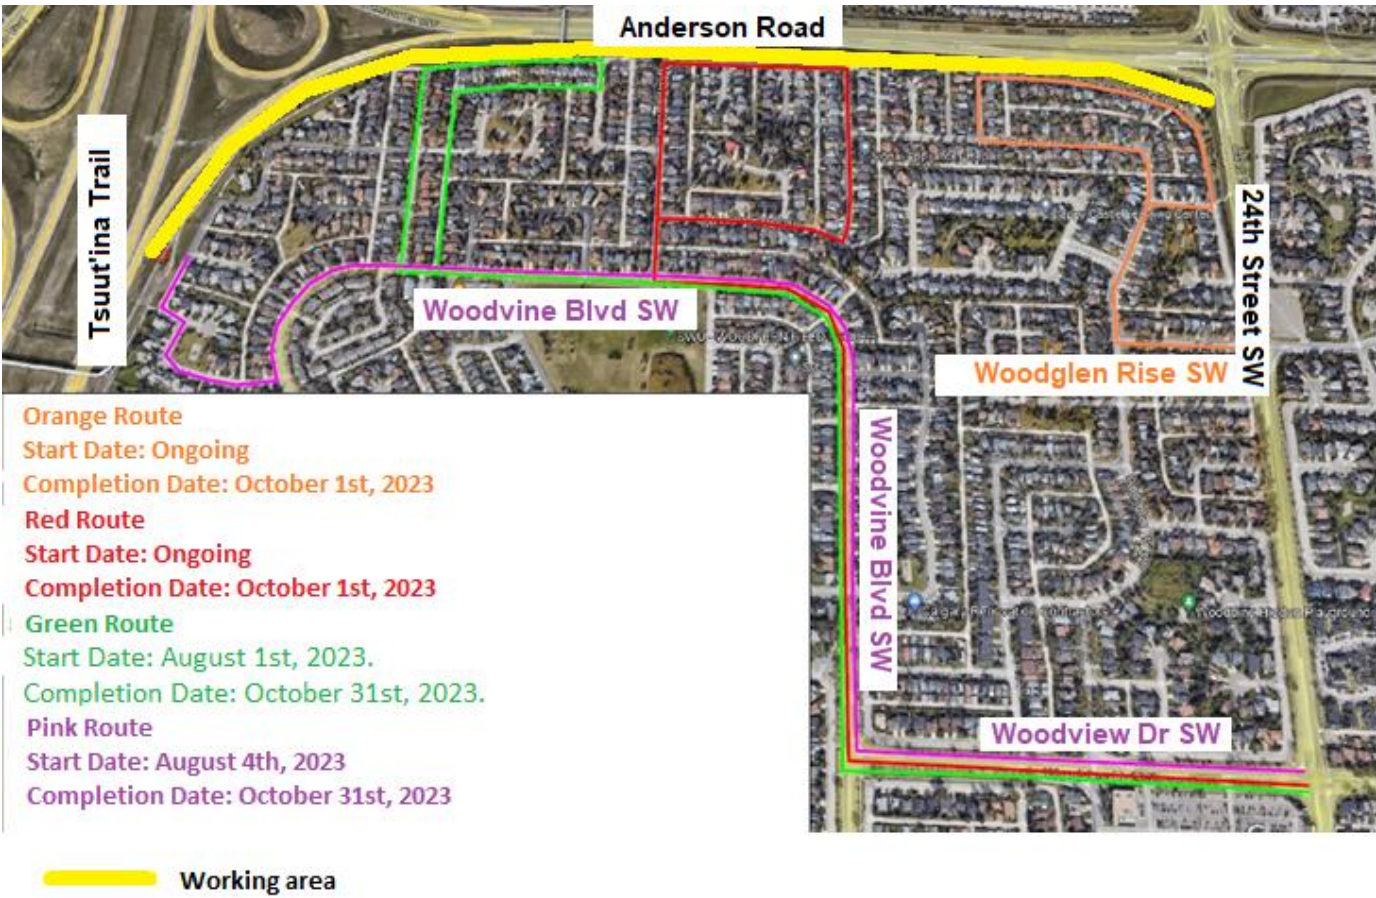 Anderson Road
Tsuut'ina Trail
24th Street SW
Woodvine Blvd SW
Woodglen Rise SW
Woodvine Blvd SW
Woodview Dr SW
Orange Route
Start Date: Ongoing
Completion Date: October 1st, 2023
Red Route
Start Date: Ongoing
Completion Date: October 1st, 2023
Green Route
Start Date: August 1st, 2023.
Completion Date: October 31st, 2023.
Pink Route
Start Date: August 4th, 2023
Completion Date: October 31st, 2023
Working area